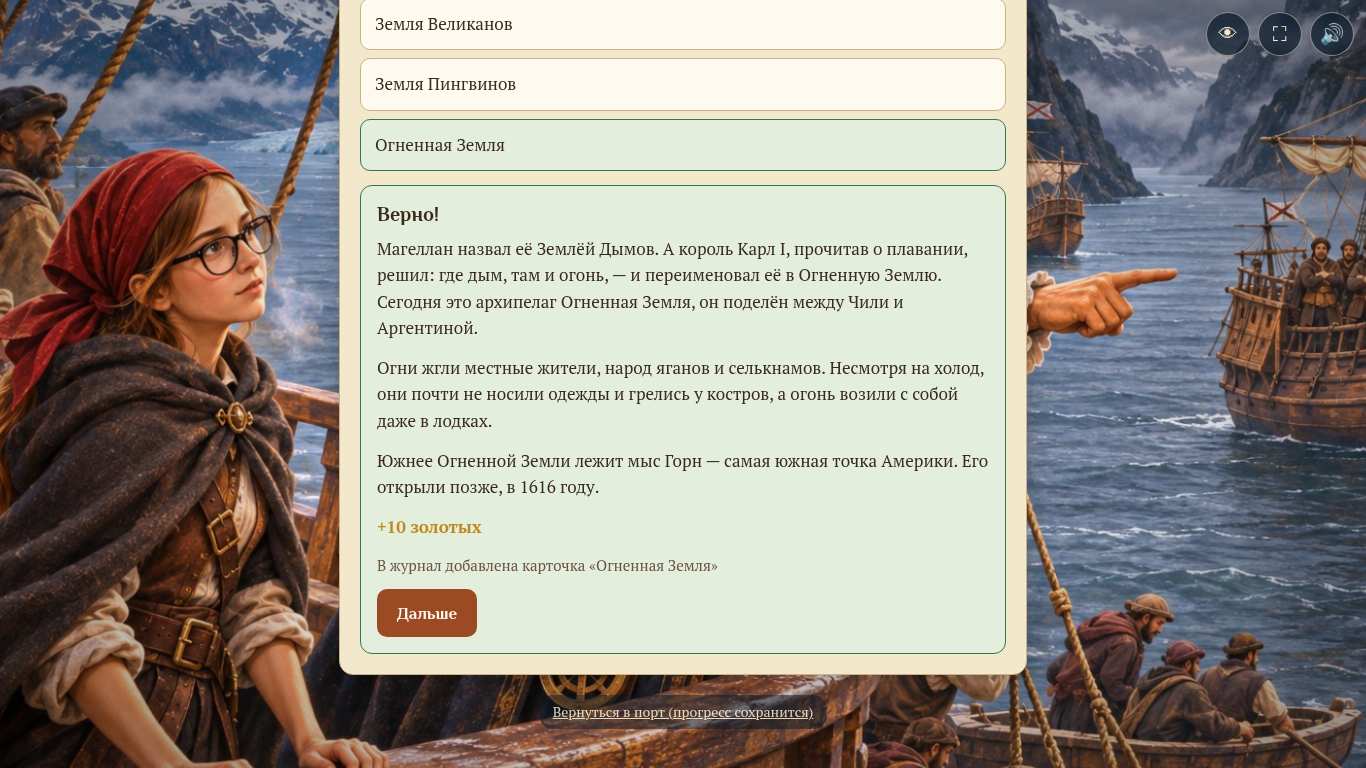 Земля Великанов
Земля Пингвинов
Огненная Земля
Верно!
Магеллан назвал её Землёй Дымов. А король Карл I, прочитав о плавании,
решил: где дым, там и огонь, — и переименовал её в Огненную Землю.
Сегодня это архипелаг Огненная Земля, он поделён между Чили и
Аргентиной.
Огни жгли местные жители, народ яганов и селькнамов. Несмотря на холод,
они почти не носили одежды и грелись у костров, а огонь возили с собой
даже в лодках.
Южнее Огненной Земли лежит мыс Горн — самая южная точка Америки. Его
открыли позже, в 1616 году.
+10 золотых
В журнал добавлена карточка «Огненная Земля»
Дальше
Вернуться в порт (прогресс сохранится)